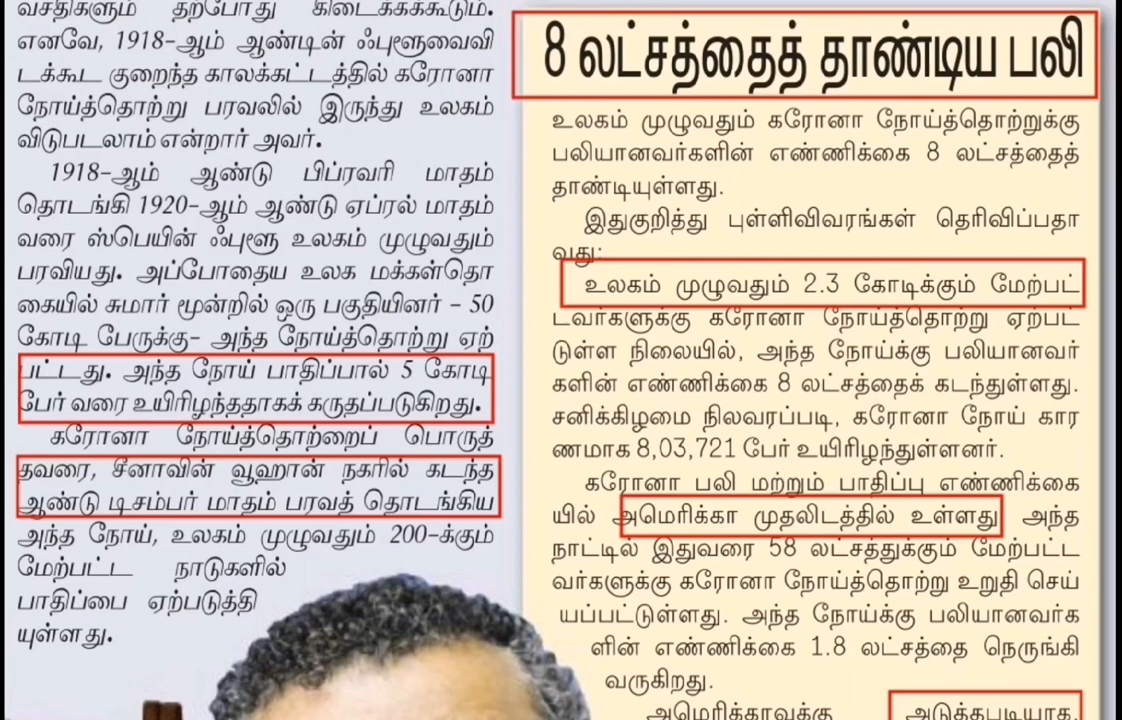 வசதிகளும் தற்போது கிடைக்கக்கூடும்.
எனவே, 1918-ஆம் ஆண்டின் ஃபுளூவைவி
டக்கூட குறைந்த காலக்கட்டத்தில் கரோனா
நோய்த்தொற்று பரவலில் இருந்து உலகம்
விடுபடலாம் என்றார் அவர்.
1918-ஆம் ஆண்டு பிப்ரவரி மாதம்
தொடங்கி 1920-ஆம் ஆண்டு ஏப்ரல் மாதம்
வரை ஸ்பெயின் ஃபுளூ உலகம் முழுவதும்
பரவியது. அப்போதைய உலக மக்கள்தொ
கையில் சுமார் மூன்றில் ஒரு பகுதியினர் - 50
கோடி பேருக்கு- அந்த நோய்த்தொற்று ஏற்
பட்டது. அந்த நோய் பாதிப்பால் 5 கோடி
பேர் வரை உயிரிழந்ததாகக் கருதப்படுகிறது.
கரோனா நோய்த்தொற்றைப் பொருத்
தவரை, சீனாவின் வூஹான் நகரில் கடந்த
ஆண்டு டிசம்பர் மாதம் பரவத் தொடங்கிய
அந்த நோய், உலகம் முழுவதும் 200-க்கும்
மேற்பட்ட நாடுகளில்
பாதிப்பை ஏற்படுத்தி
யுள்ளது.
8 லட்சத்தைத் தாண்டிய பலி
உலகம் முழுவதும் கரோனா நோய்த்தொற்றுக்கு
பலியானவர்களின் எண்ணிக்கை 8 லட்சத்தைத்
தாண்டியுள்ளது.
இதுகுறித்து புள்ளிவிவரங்கள் தெரிவிப்பதா
வது:
உலகம் முழுவதும் 2.3 கோடிக்கும் மேற்பட்
டவர்களுக்கு கரோனா நோய்த்தொற்று ஏற்பட்
டுள்ள நிலையில், அந்த நோய்க்கு பலியானவர்
களின் எண்ணிக்கை 8 லட்சத்தைக் கடந்துள்ளது.
சனிக்கிழமை நிலவரப்படி, கரோனா நோய் கார
ணமாக 8,03,721 பேர் உயிரிழந்துள்ளனர்.
கரோனா பலி மற்றும் பாதிப்பு எண்ணிக்கை
யில் அமெரிக்கா முதலிடத்தில் உள்ளது அந்த
நாட்டில் இதுவரை 58 லட்சத்துக்கும் மேற்பட்ட
வர்களுக்கு கரோனா நோய்த்தொற்று உறுதி செய்
யப்பட்டுள்ளது. அந்த நோய்க்கு பலியானவர்க
ளின் எண்ணிக்கை 1.8 லட்சத்தை நெருங்கி
வருகிறது.
அமெரிக்காவுக்கு அடுத்தபடியாக,